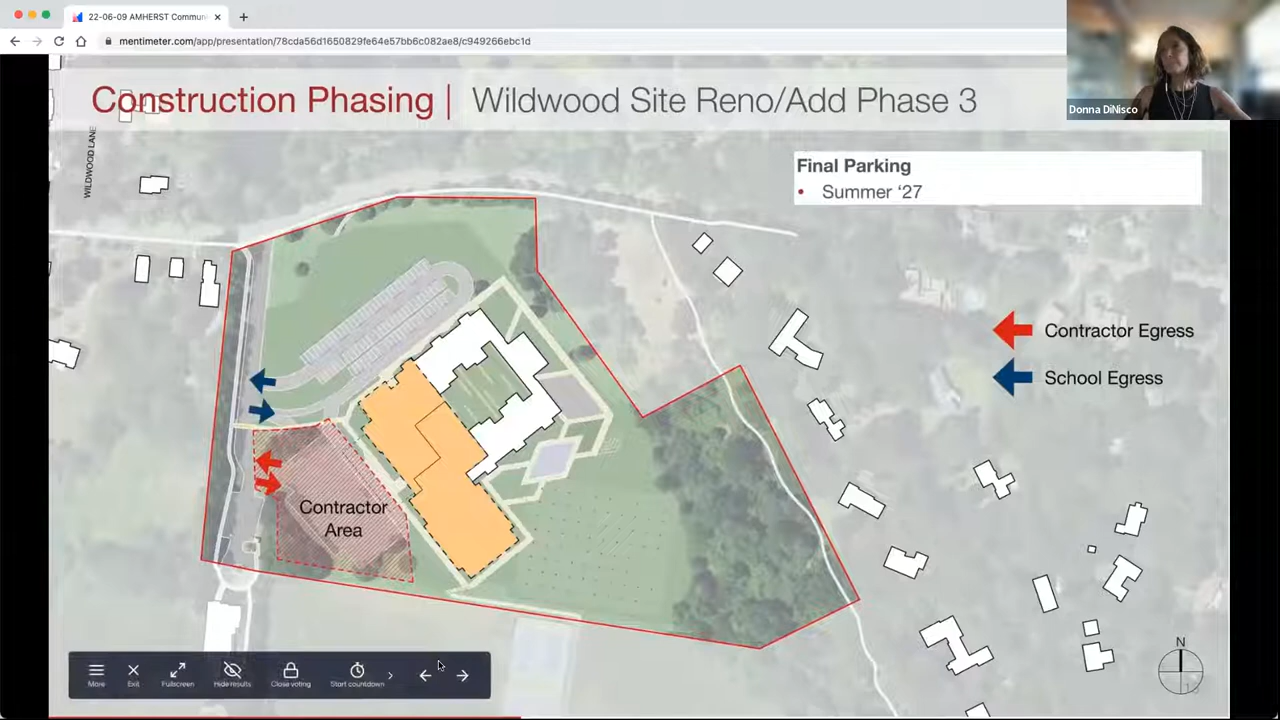 22-06-09 AMHERST Commun
mentimeter.com/app/presentation/78cda56d1650829fe64e57bb6c082ae8/c949266ebc1d
Donna DiNisco
Construction Phasing | Wildwood Site Reno/Add Phase 3
WILDWOOD LANE
Final Parking
• Summer ‘27
Contractor Egress
School Egress
Contractor
Area
N
More
Exit
Fullscreen
Hide results
Close voting
Start countdown